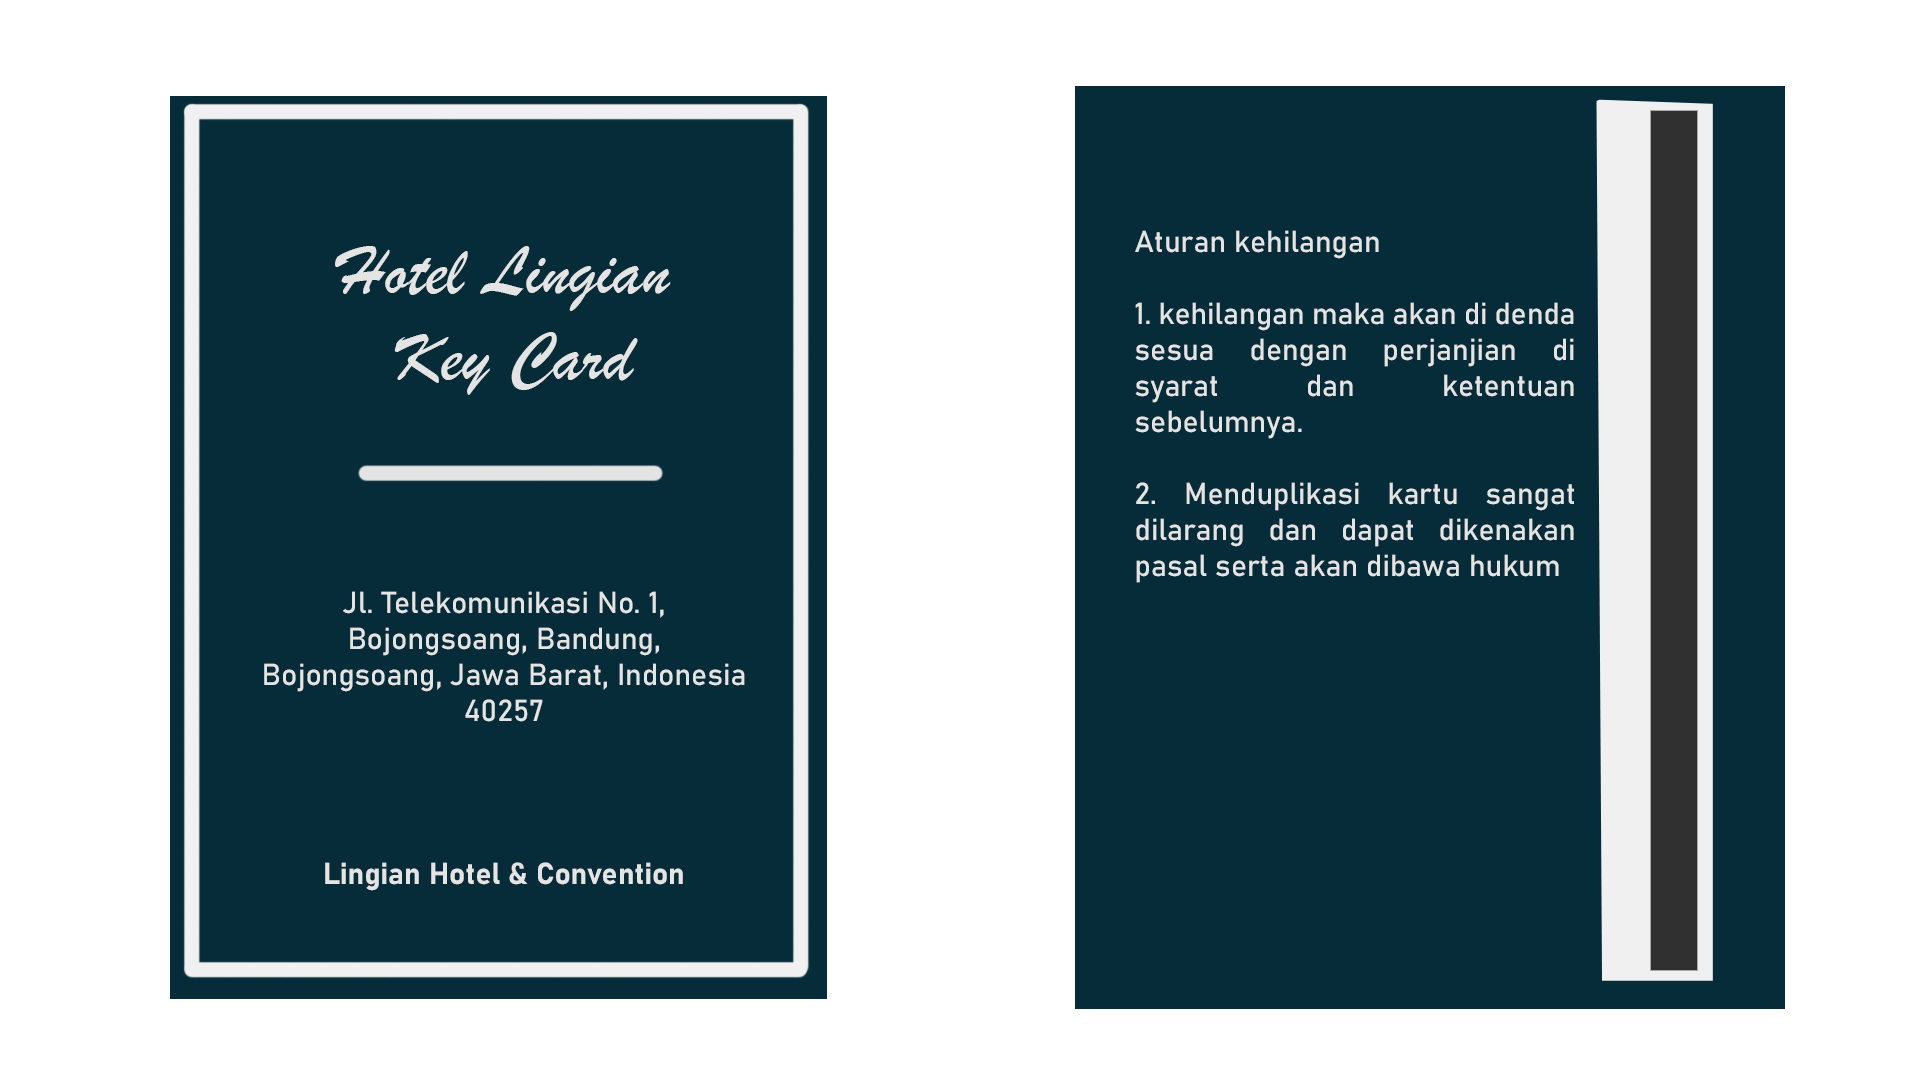 Hotel Lingian
Key Card
Jl. Telekomunikasi No. 1,
Bojongsoang, Bandung,
Bojongsoang, Jawa Barat, Indonesia
40257
Lingian Hotel & Convention
Aturan kehilangan
1. kehilangan maka akan di denda
sesua dengan perjanjian di
syarat dan ketentuan
sebelumnya.
2. Menduplikasi kartu sangat
dilarang dan dapat dikenakan
pasal serta akan dibawa hukum